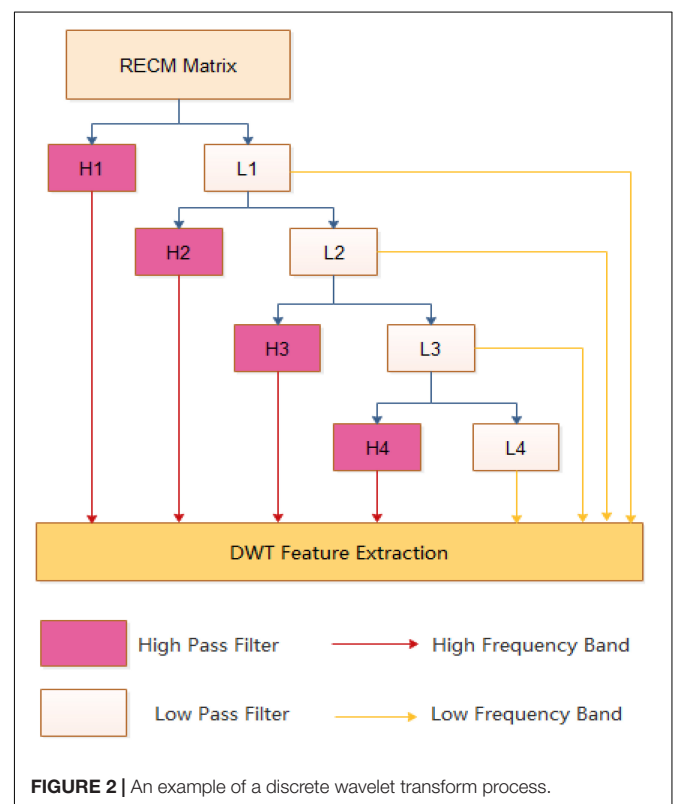 RECM Matrix
H1
L1
H2
L2
H3
L3
H4
L4
DWT Feature Extraction
High Pass Filter
High Frequency Band
Low Pass Filter
Low Frequency Band
FIGURE 2 | An example of a discrete wavelet transform process.